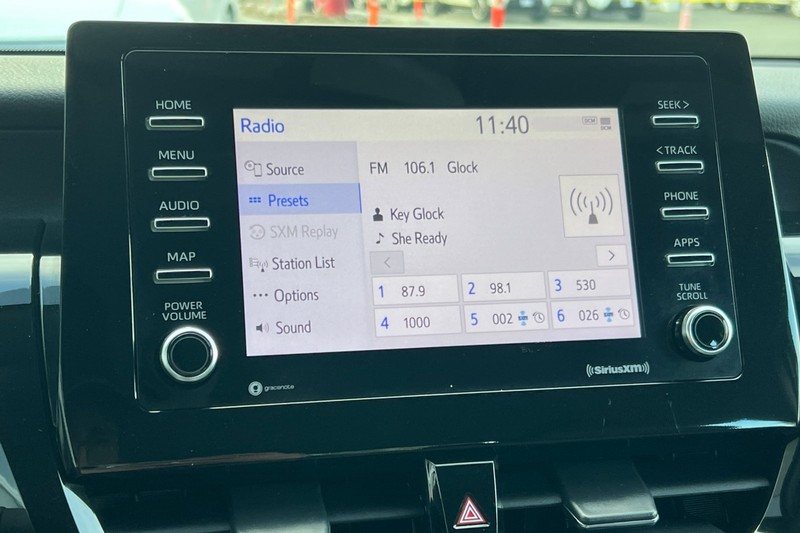 HOME
MENU
AUDIO
MAP
POWER
VOLUME
Radio 11:40
Source
Presets
SXM Replay
Station List
Options
Sound
FM 106.1 Glock
Key Glock
She Ready
< >
1 87.9 2 98.1 3 530
4 1000 5 002 6 026
SEEK >
< TRACK
PHONE
APPS
TUNE
SCROLL
gracenote
SiriusXM